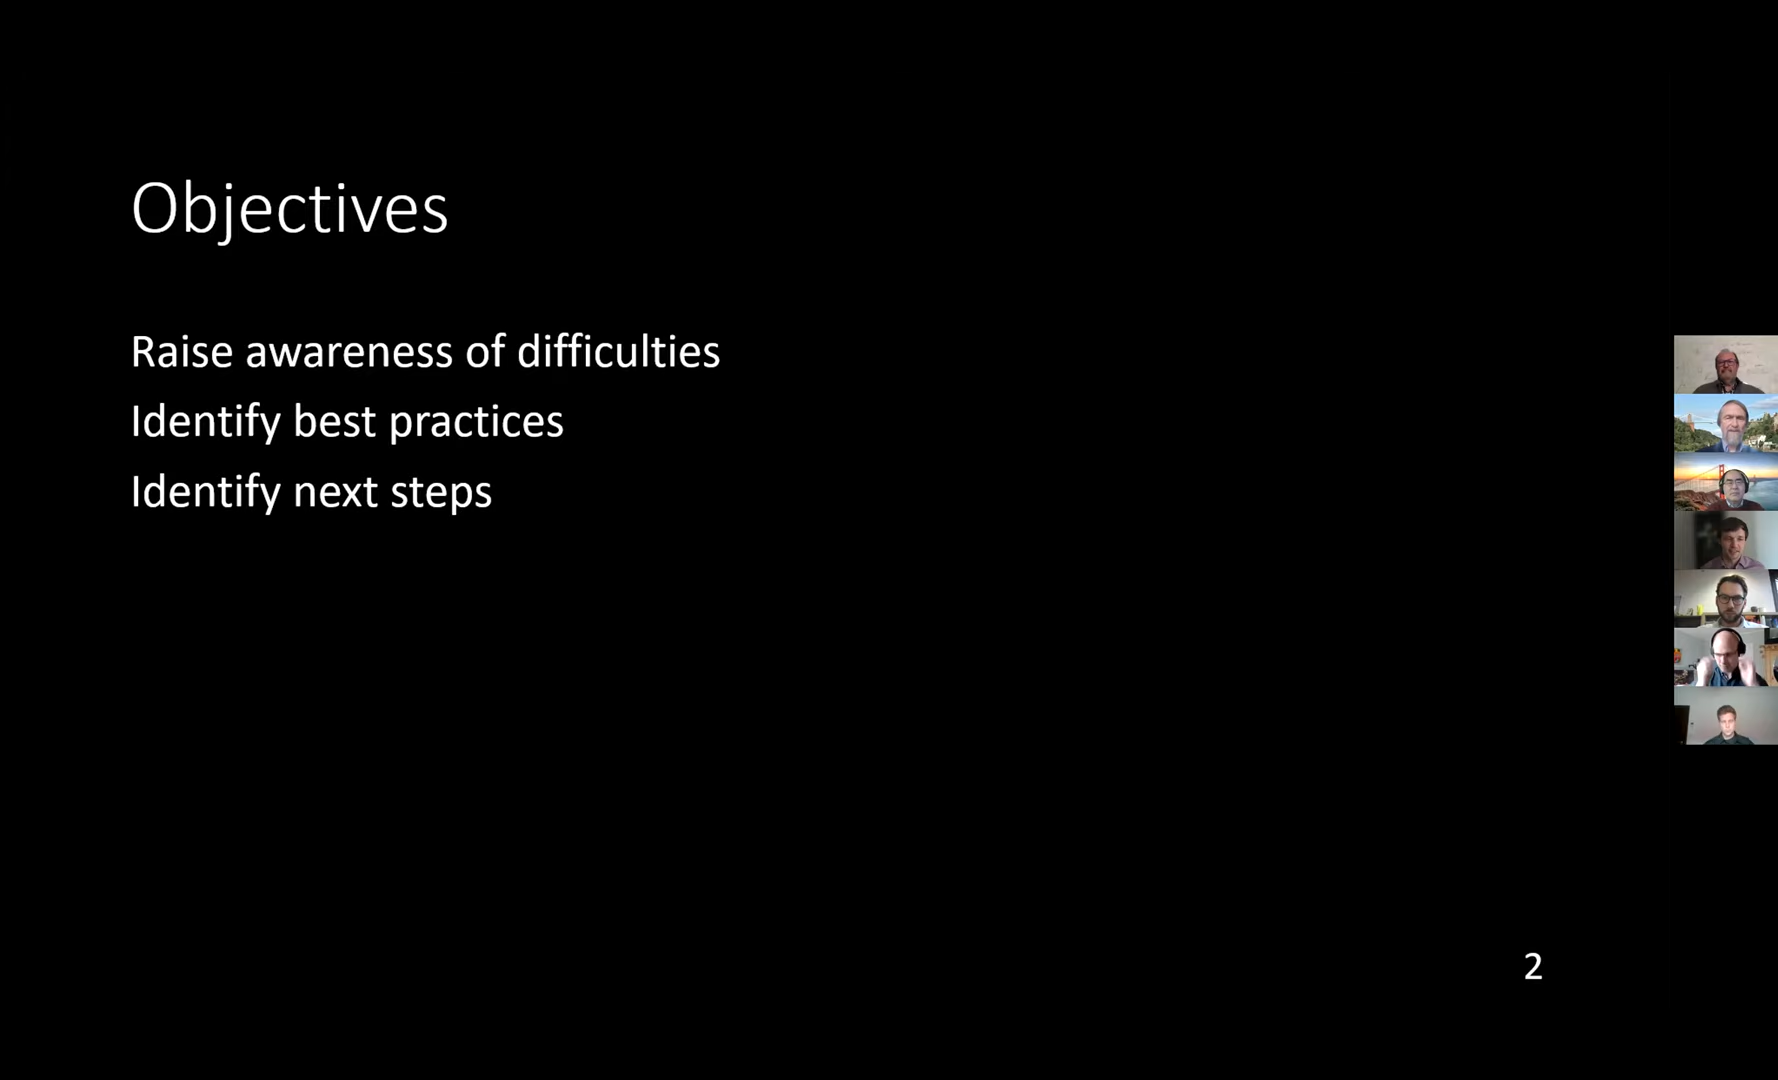 Objectives
Raise awareness of difficulties
Identify best practices
Identify next steps
2